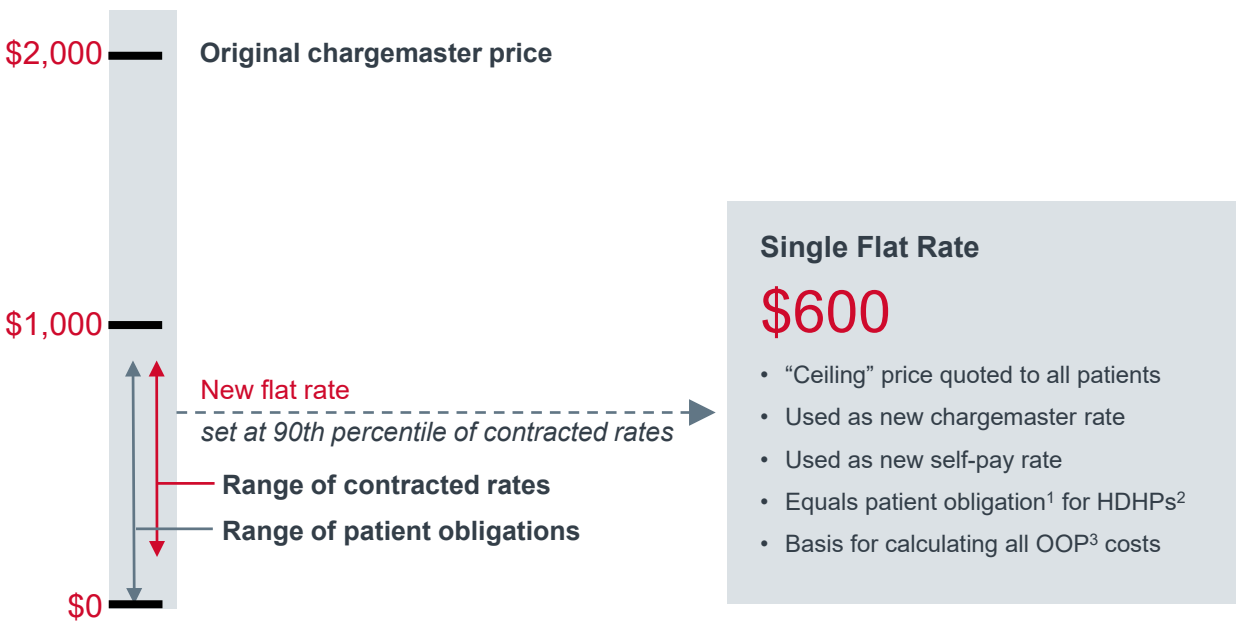 $2,000
Original chargemaster price
$1,000
New flat rate
set at 90th percentile of contracted rates
Range of contracted rates
Range of patient obligations
$0
Single Flat Rate
$600
• “Ceiling” price quoted to all patients
• Used as new chargemaster rate
• Used as new self-pay rate
• Equals patient obligation¹ for HDHPs²
• Basis for calculating all OOP³ costs